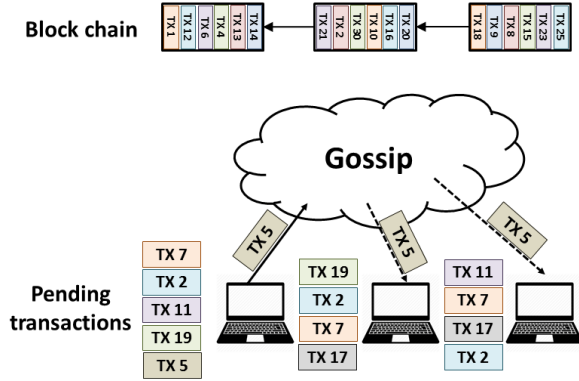 Block chain
TX 1
TX 12
TX 6
TX 4
TX 13
TX 14
TX 21
TX 2
TX 30
TX 10
TX 16
TX 20
TX 18
TX 9
TX 8
TX 15
TX 23
TX 25
Gossip
TX 5
TX 5
TX 5
Pending
transactions
TX 7
TX 2
TX 11
TX 19
TX 5
TX 19
TX 2
TX 7
TX 17
TX 11
TX 7
TX 17
TX 2